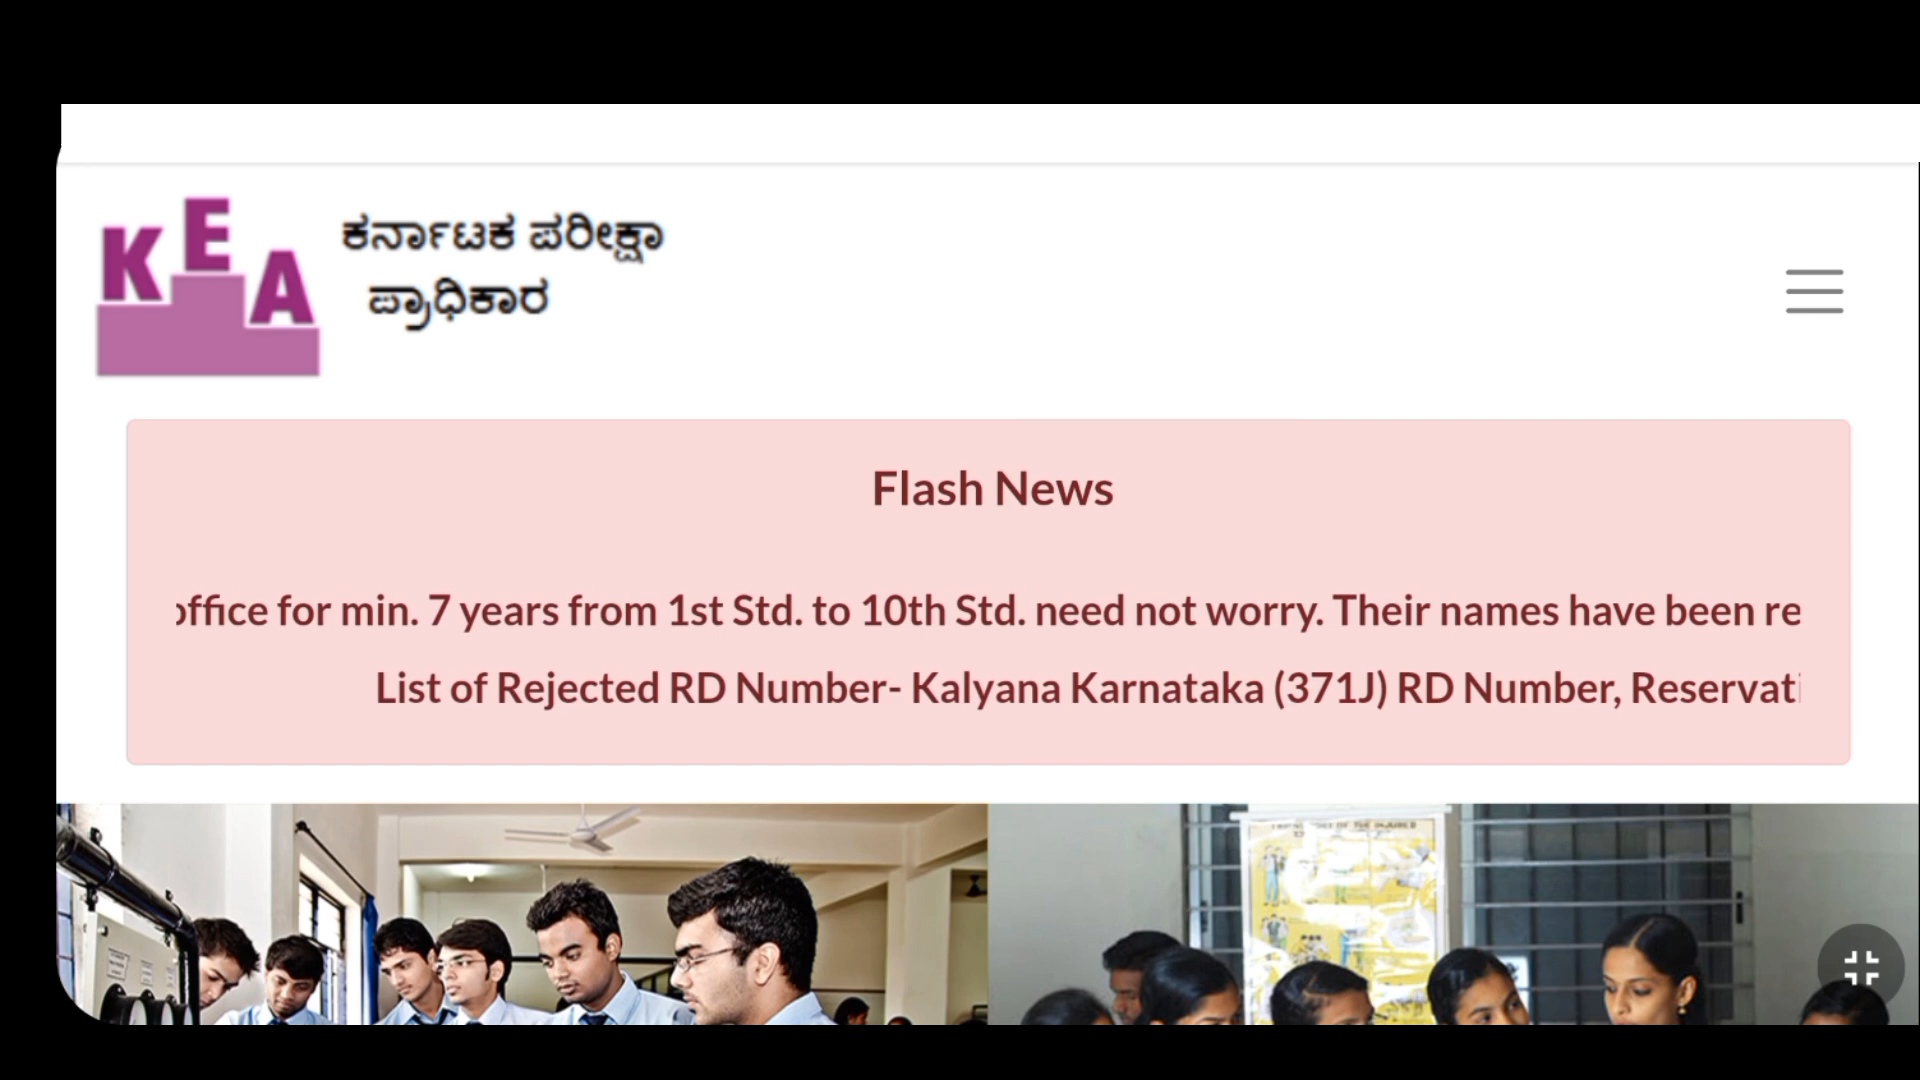 KEA
ಕರ್ನಾಟಕ ಪರೀಕ್ಷಾ
ಪ್ರಾಧಿಕಾರ
Flash News
office for min. 7 years from 1st Std. to 10th Std. need not worry. Their names have been re
List of Rejected RD Number- Kalyana Karnataka (371J) RD Number, Reservati